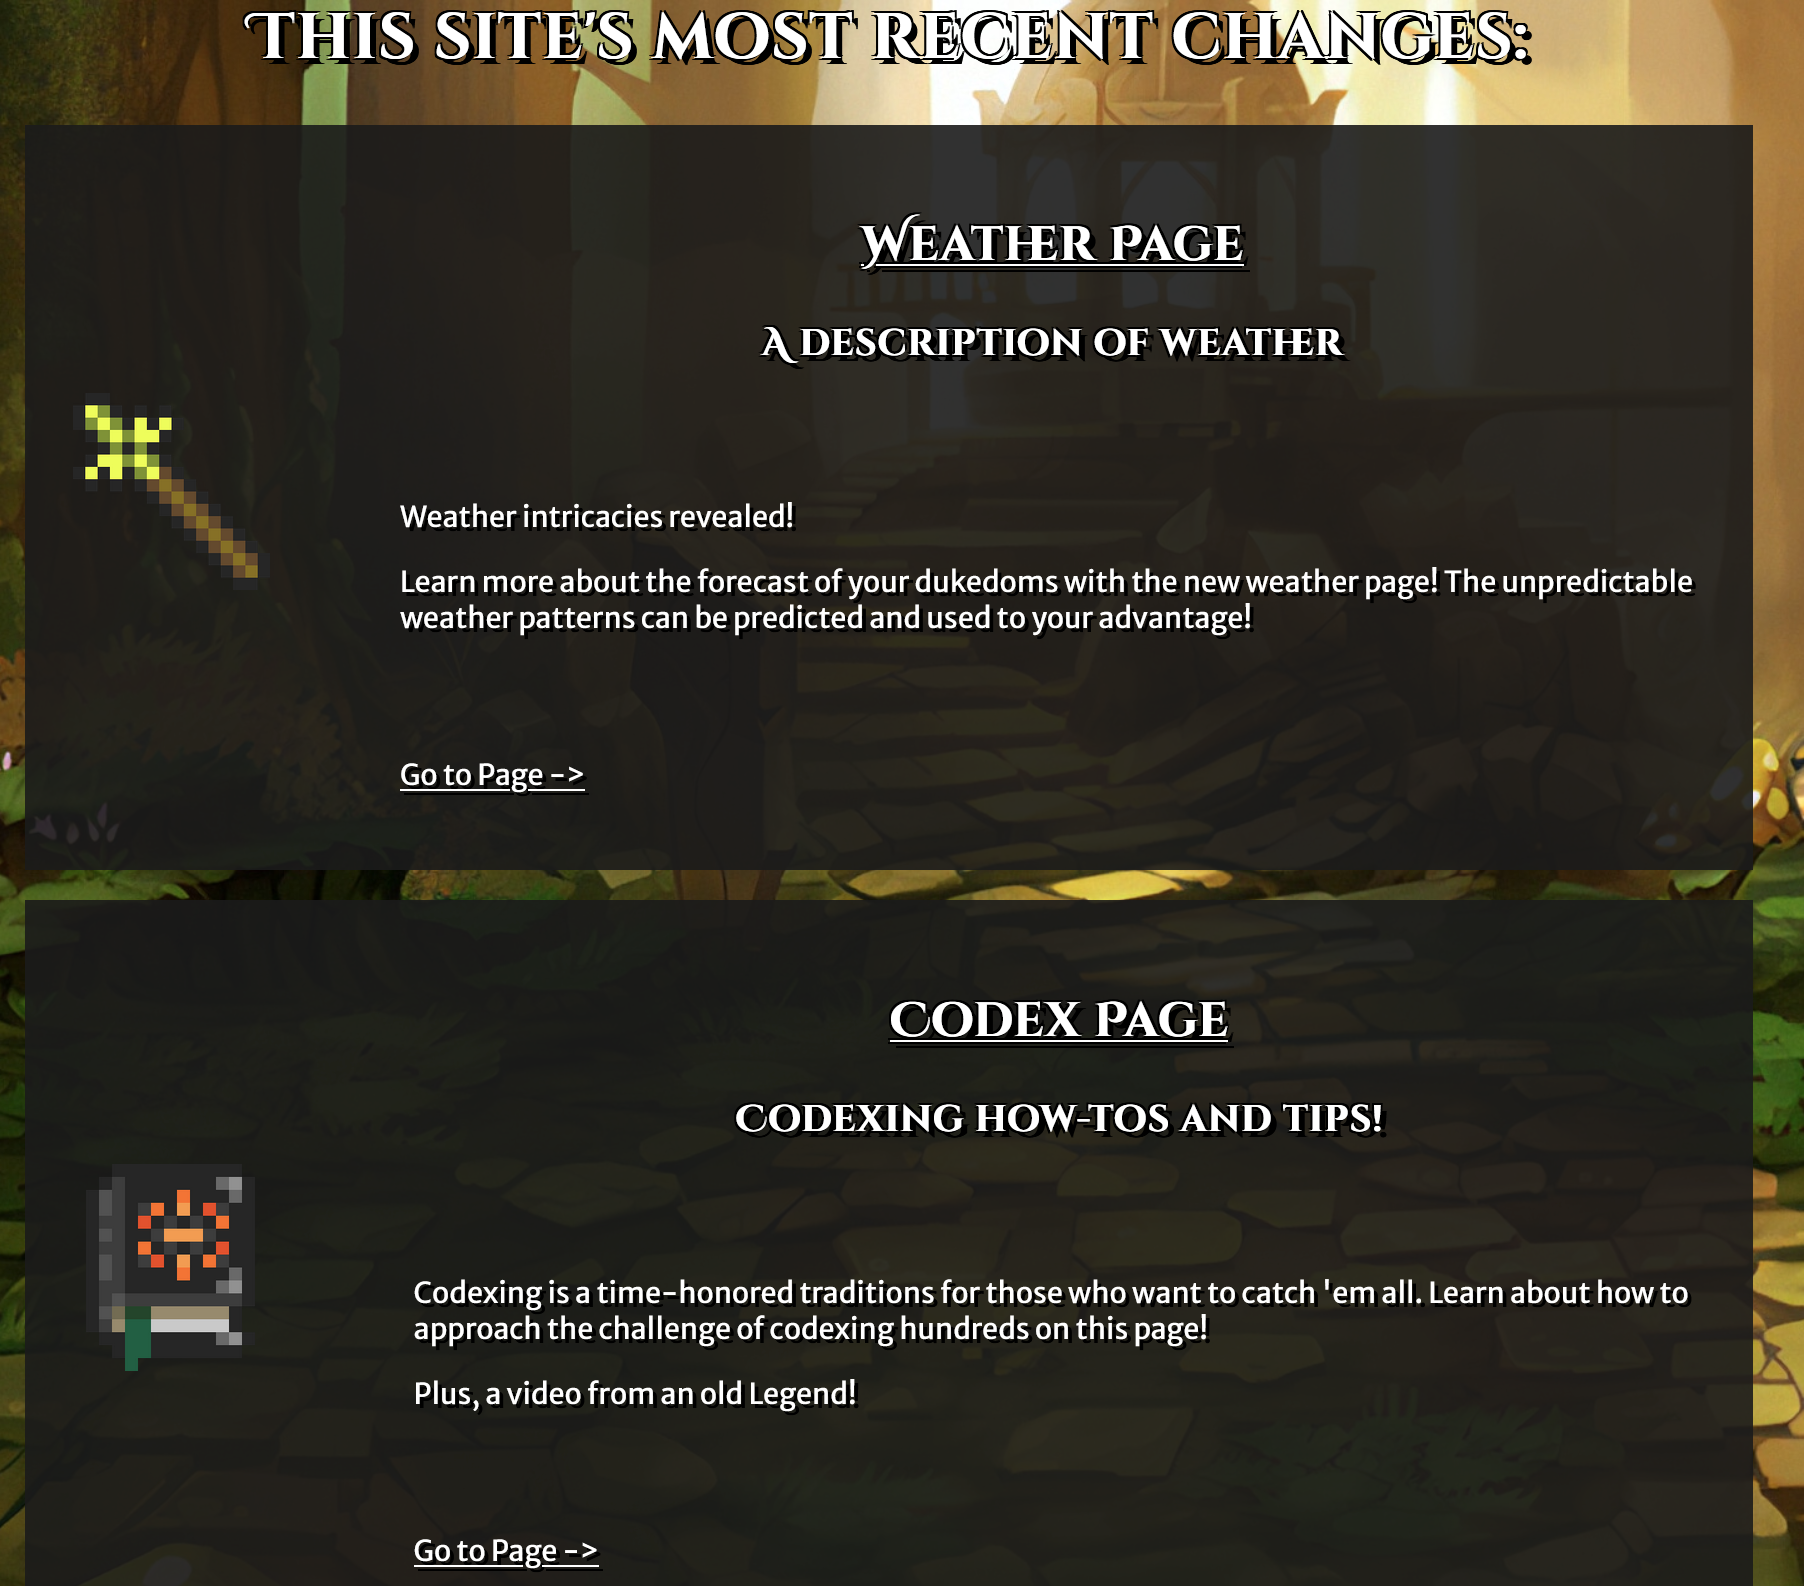 This site's most recent changes:
Weather Page
A description of weather
Weather intricacies revealed!
Learn more about the forecast of your dukedoms with the new weather page! The unpredictable
weather patterns can be predicted and used to your advantage!
Go to Page ->
Codex Page
Codexing how-tos and tips!
Codexing is a time-honored traditions for those who want to catch 'em all. Learn about how to
approach the challenge of codexing hundreds on this page!
Plus, a video from an old Legend!
Go to Page ->